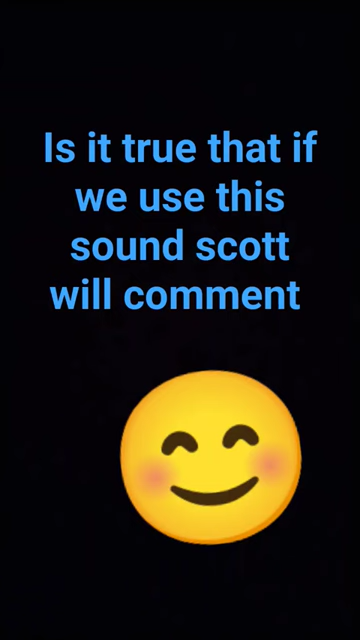 Is it true that if
we use this
sound scott
will comment